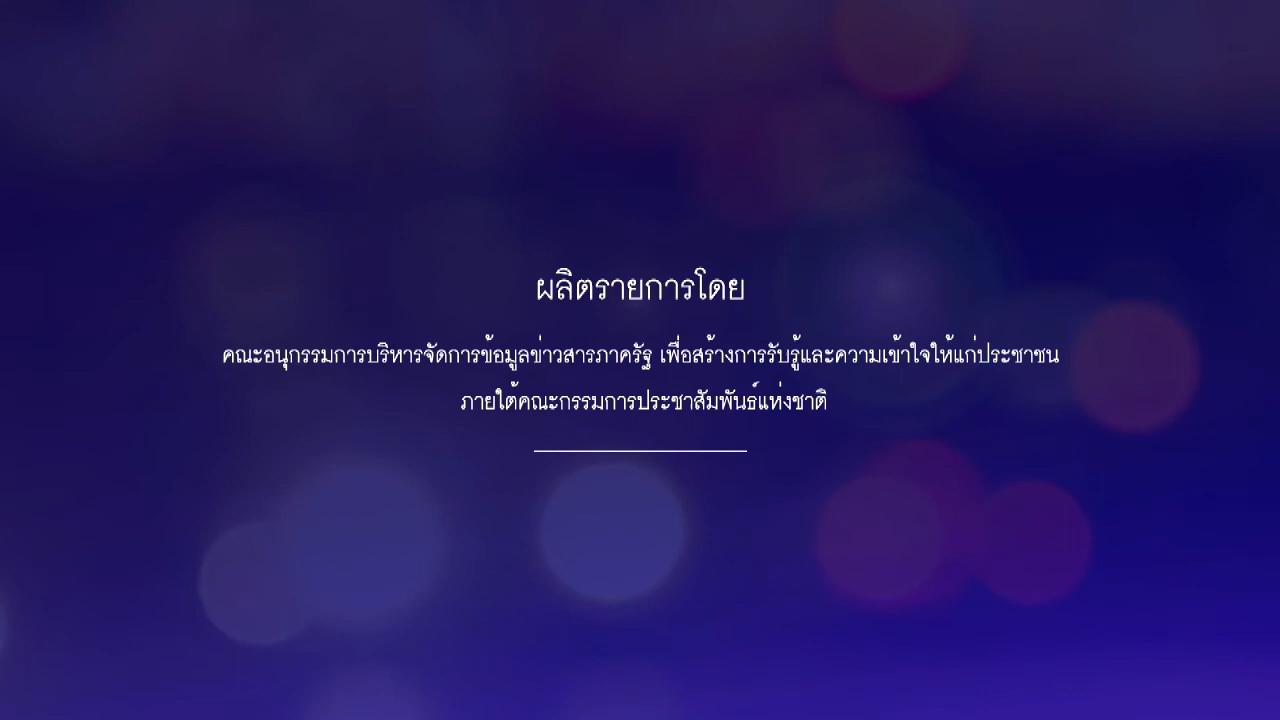 ผลิตรายการโดย
คณะอนุกรรมการบริหารจัดการข้อมูลข่าวสารภาครัฐ เพื่อสร้างการรับรู้และความเข้าใจให้แก่ประชาชน
ภายใต้คณะกรรมการประชาสัมพันธ์แห่งชาติ